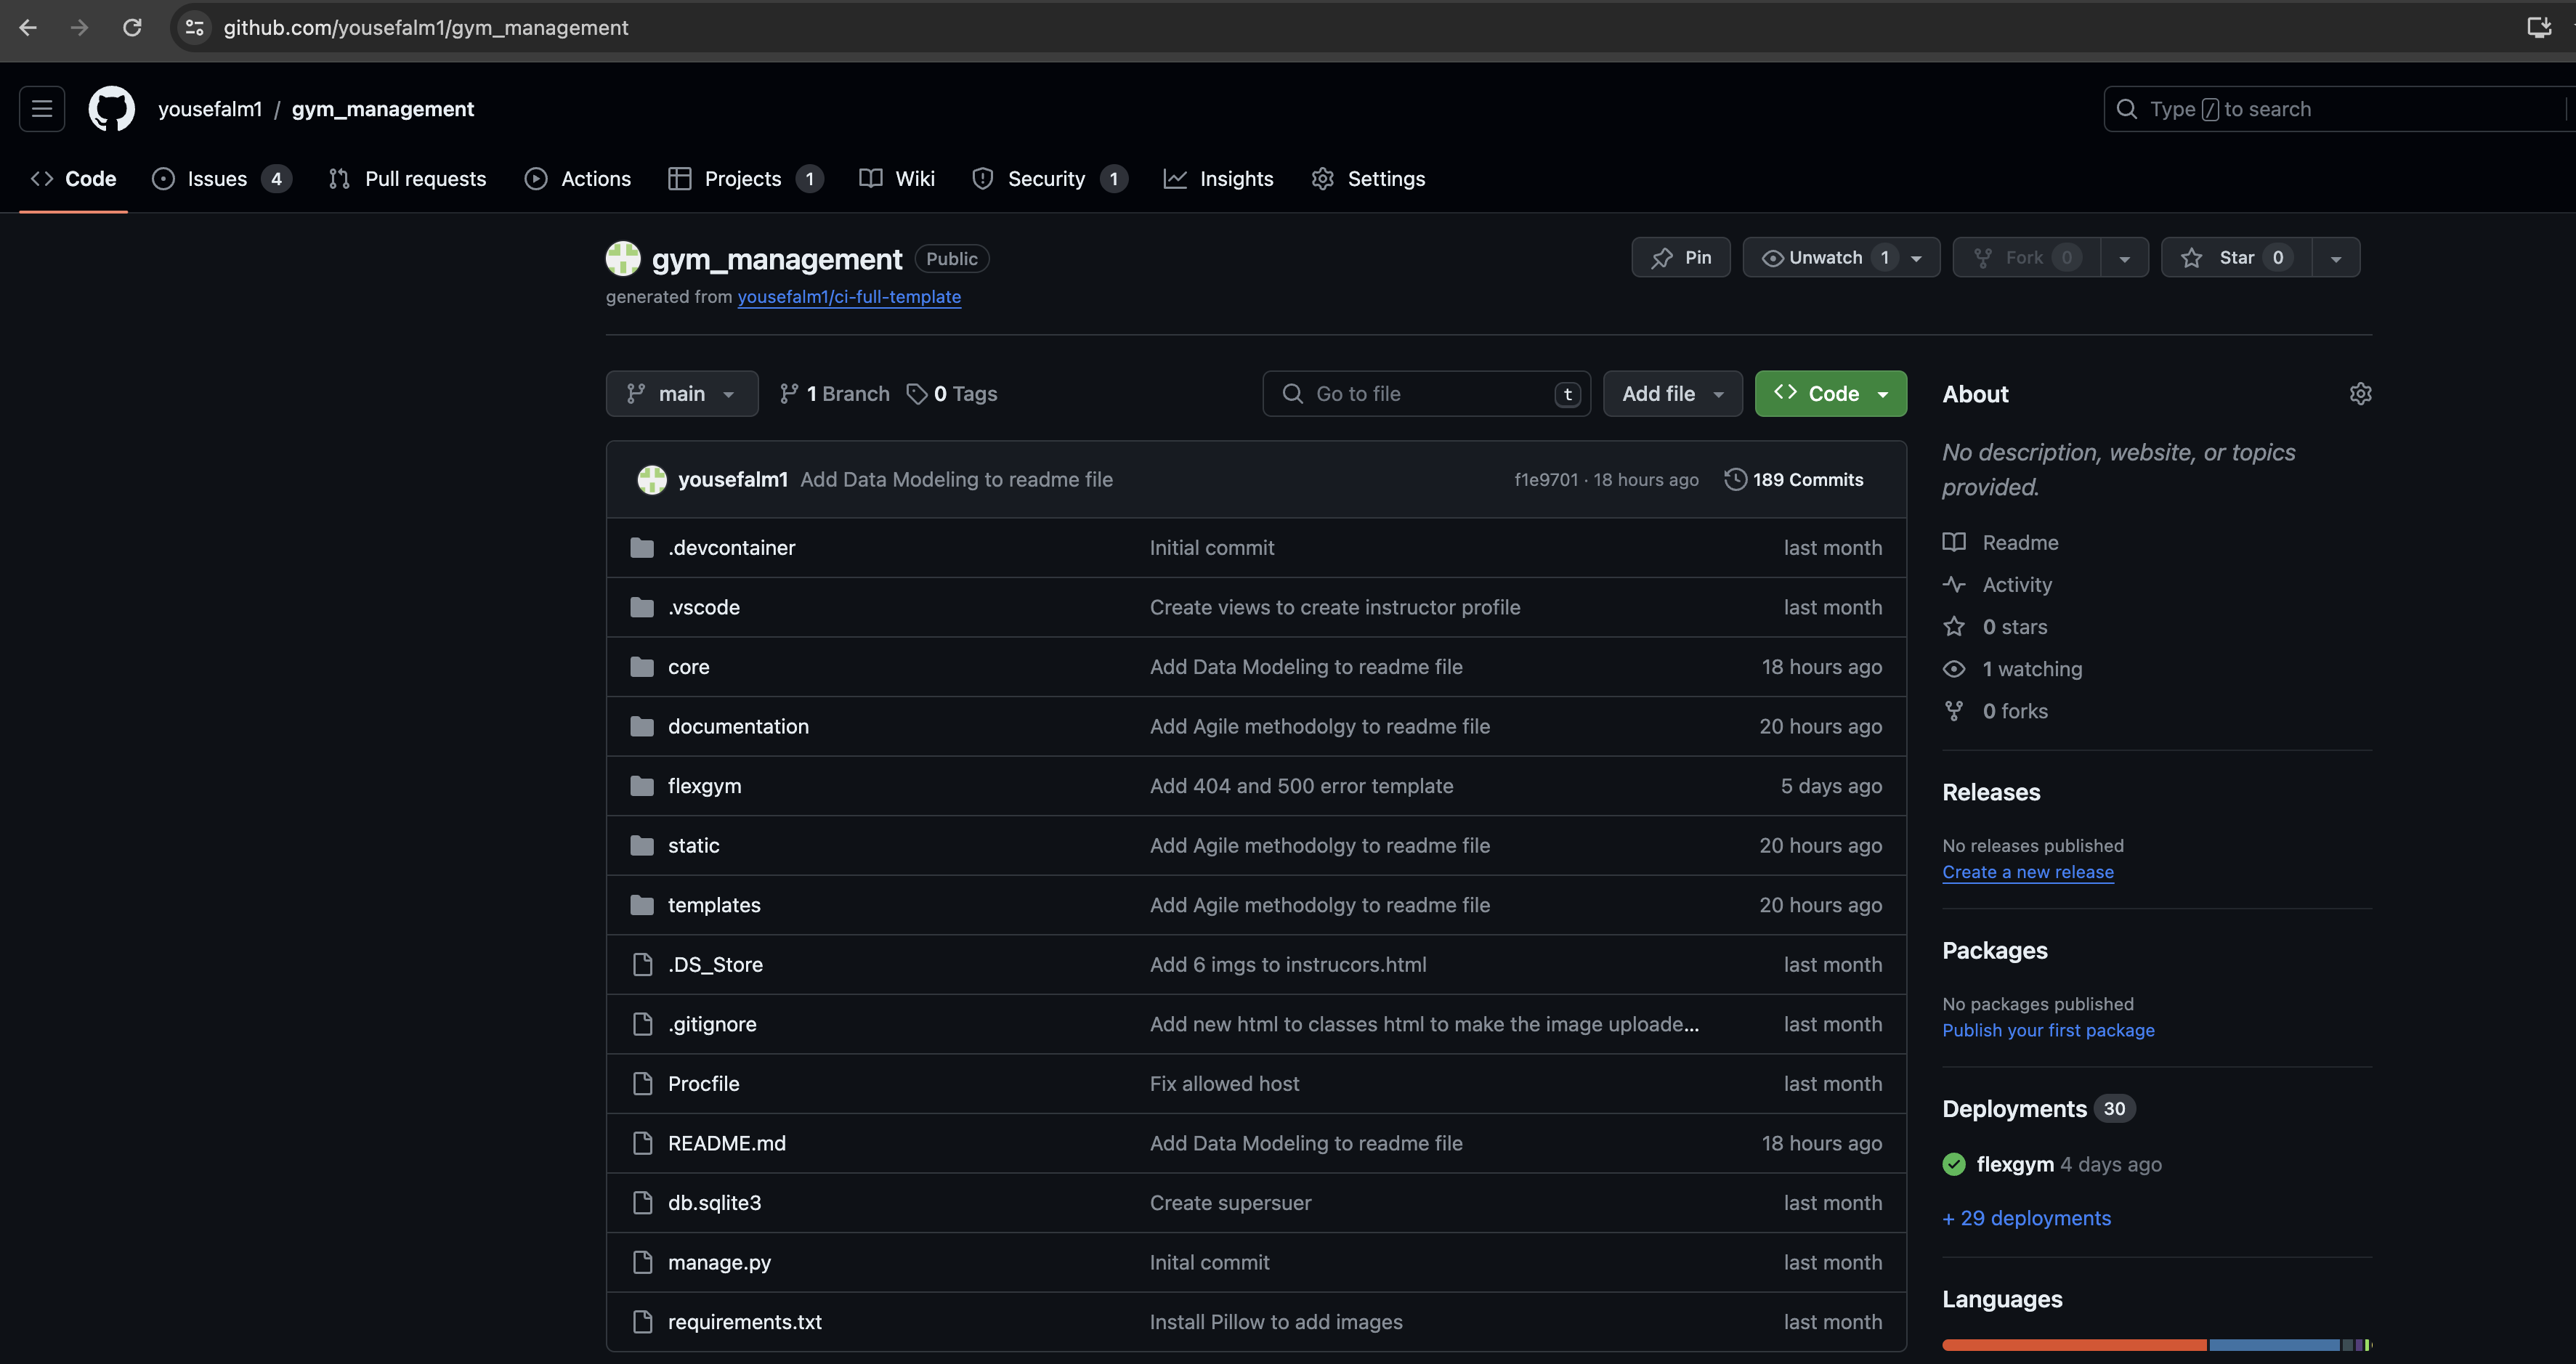 github.com/yousefalm1/gym_management
yousefalm1 / gym_management
Type / to search
Code Issues 4 Pull requests Actions Projects 1 Wiki Security 1 Insights Settings
gym_management Public
Pin Unwatch 1 Fork 0 Star 0
generated from yousefalm1/ci-full-template
main 1 Branch 0 Tags Go to file t Add file Code
yousefalm1 Add Data Modeling to readme file f1e9701 · 18 hours ago 189 Commits
.devcontainer Initial commit last month
.vscode Create views to create instructor profile last month
core Add Data Modeling to readme file 18 hours ago
documentation Add Agile methodolgy to readme file 20 hours ago
flexgym Add 404 and 500 error template 5 days ago
static Add Agile methodolgy to readme file 20 hours ago
templates Add Agile methodolgy to readme file 20 hours ago
.DS_Store Add 6 imgs to instrucors.html last month
.gitignore Add new html to classes html to make the image uploade... last month
Procfile Fix allowed host last month
README.md Add Data Modeling to readme file 18 hours ago
db.sqlite3 Create supersuer last month
manage.py Inital commit last month
requirements.txt Install Pillow to add images last month
About
No description, website, or topics
provided.
Readme
Activity
0 stars
1 watching
0 forks
Releases
No releases published
Create a new release
Packages
No packages published
Publish your first package
Deployments 30
flexgym 4 days ago
+ 29 deployments
Languages